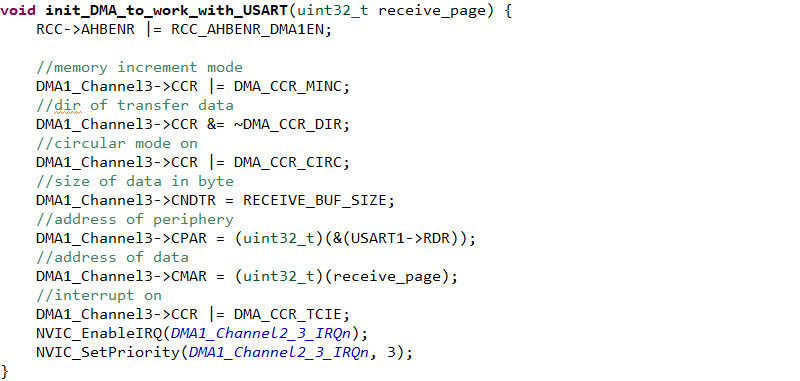 void init_DMA_to_work_with_USART(uint32_t receive_page) {
    RCC->AHBENR |= RCC_AHBENR_DMA1EN;

    //memory increment mode
    DMA1_Channel3->CCR |= DMA_CCR_MINC;
    //dir of transfer data
    DMA1_Channel3->CCR &= ~DMA_CCR_DIR;
    //circular mode on
    DMA1_Channel3->CCR |= DMA_CCR_CIRC;
    //size of data in byte
    DMA1_Channel3->CNDTR = RECEIVE_BUF_SIZE;
    //address of periphery
    DMA1_Channel3->CPAR = (uint32_t)(&(USART1->RDR));
    //address of data
    DMA1_Channel3->CMAR = (uint32_t)(receive_page);
    //interrupt on
    DMA1_Channel3->CCR |= DMA_CCR_TCIE;
    NVIC_EnableIRQ(DMA1_Channel2_3_IRQn);
    NVIC_SetPriority(DMA1_Channel2_3_IRQn, 3);
}